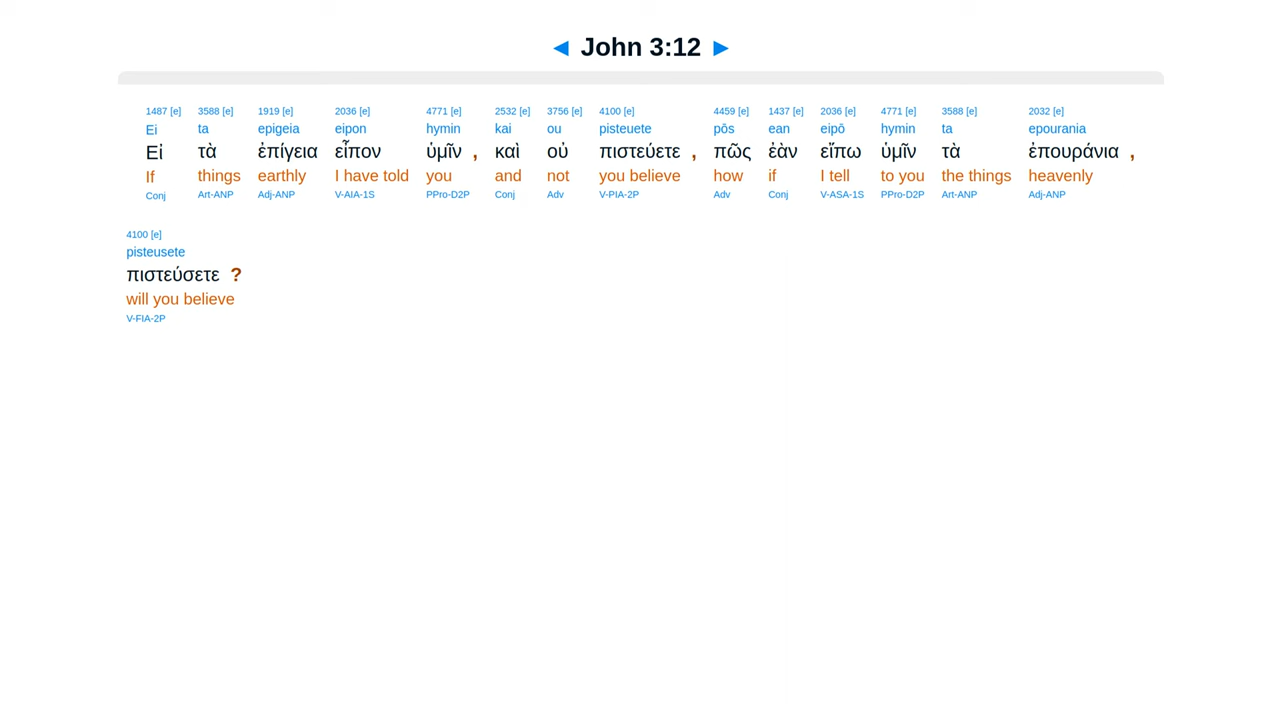 ◄ John 3:12 ►
1487 [e] 3588 [e] 1919 [e] 2036 [e] 4771 [e] 2532 [e] 3756 [e] 4100 [e] 4459 [e] 1437 [e] 2036 [e] 4771 [e] 3588 [e] 2032 [e]
Ei ta epigeia eipon hymin kai ou pisteuete pōs ean eipō hymin ta epourania
Εἰ τὰ ἐπίγεια εἶπον ὑμῖν , καὶ οὐ πιστεύετε , πῶς ἐὰν εἴπω ὑμῖν τὰ ἐπουράνια ,
If things earthly I have told you and not you believe how if I tell to you the things heavenly
Conj Art-ANP Adj-ANP V-AIA-1S PPro-D2P Conj Adv V-PIA-2P Adv Conj V-ASA-1S PPro-D2P Art-ANP Adj-ANP
4100 [e]
pisteusete
πιστεύσετε ?
will you believe
V-FIA-2P